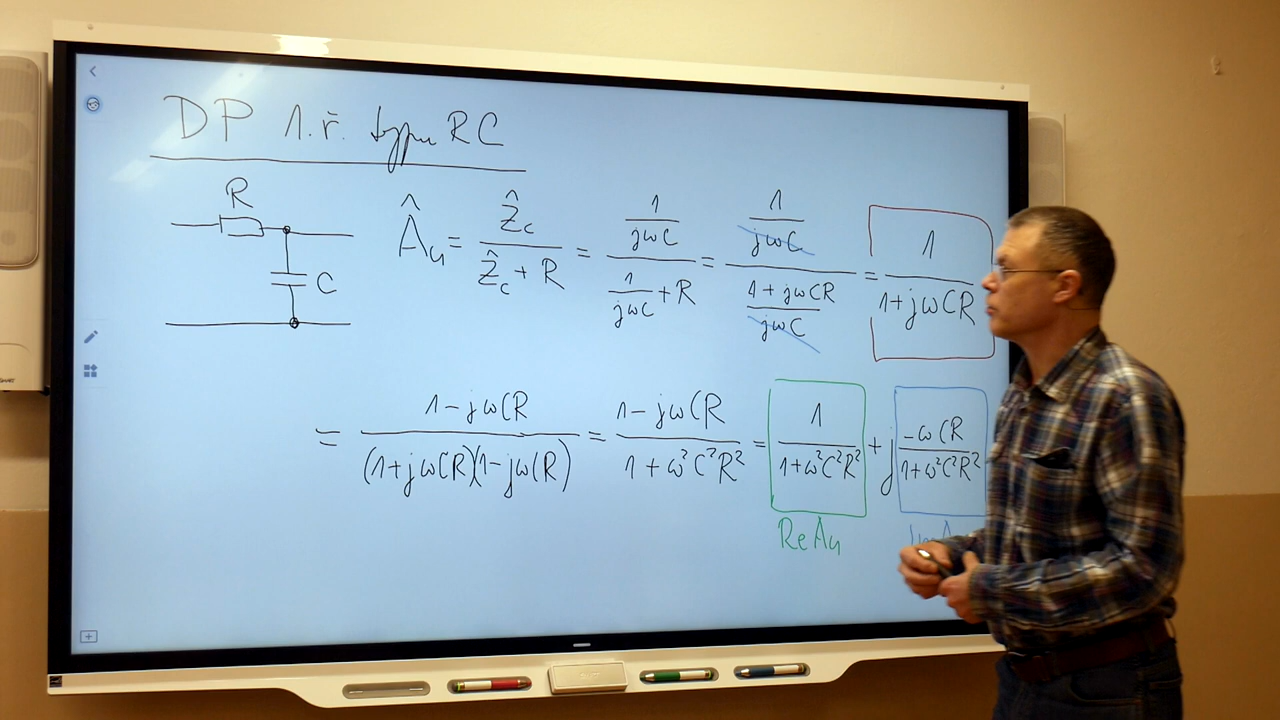 DP 1.ř. typu RC
R
C
Â_u = Ẑ_c / (Ẑ_c + R) = (1/(jωC)) / (1/(jωC) + R) = (1/(jωC)) / ((1 + jωCR)/(jωC)) = 1/(1+jωCR)
= (1-jωCR) / ((1+jωCR)(1-jωCR)) = (1-jωCR) / (1+ω²C²R²) = 1/(1+ω²C²R²) + j (-ωCR)/(1+ω²C²R²)
Re Â_u